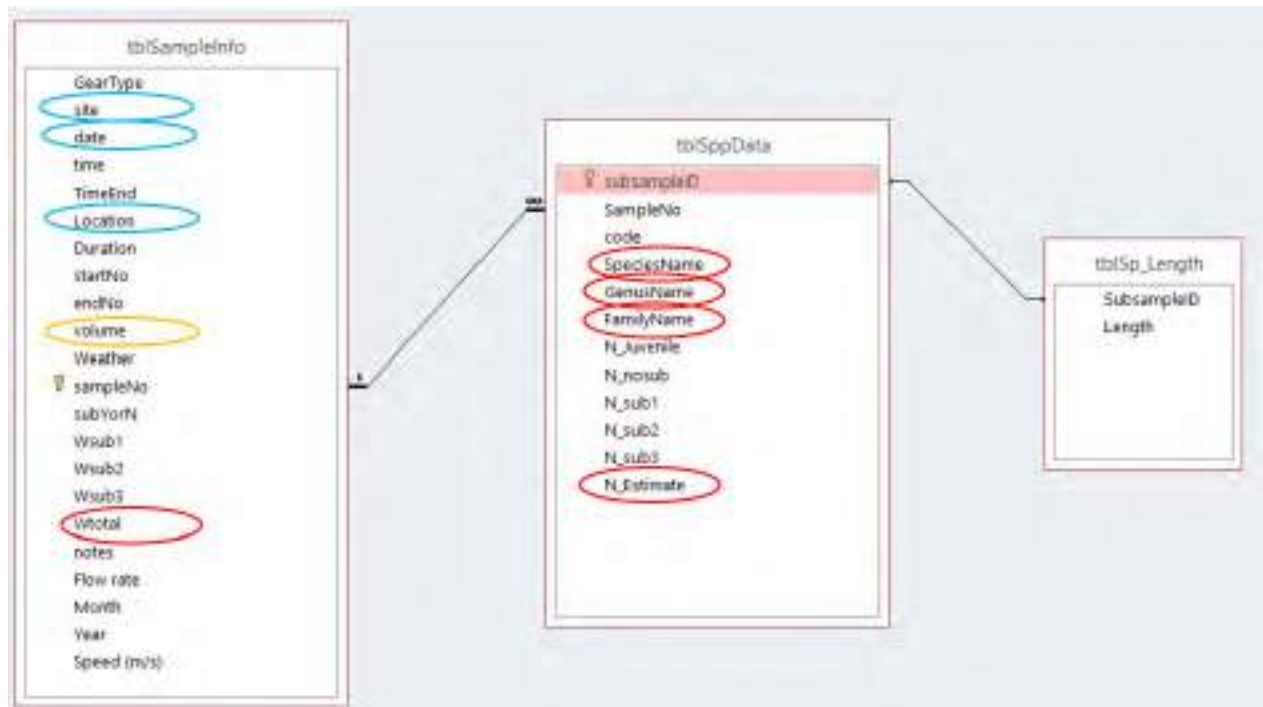 tblSampleInfo
GearType
site
date
time
TimeEnd
Location
Duration
startNo
endNo
volume
Weather
sampleNo
subYorN
Wsub1
Wsub2
Wsub3
Wtotal
notes
Flow rate
Month
Year
Speed (m/s)
tblSppData
subsampleID
SampleNo
code
SpeciesName
GenusName
FamilyName
N_Juvenile
N_nosub
N_sub1
N_sub2
N_sub3
N_Estimate
tblSp_Length
SubsampleID
Length